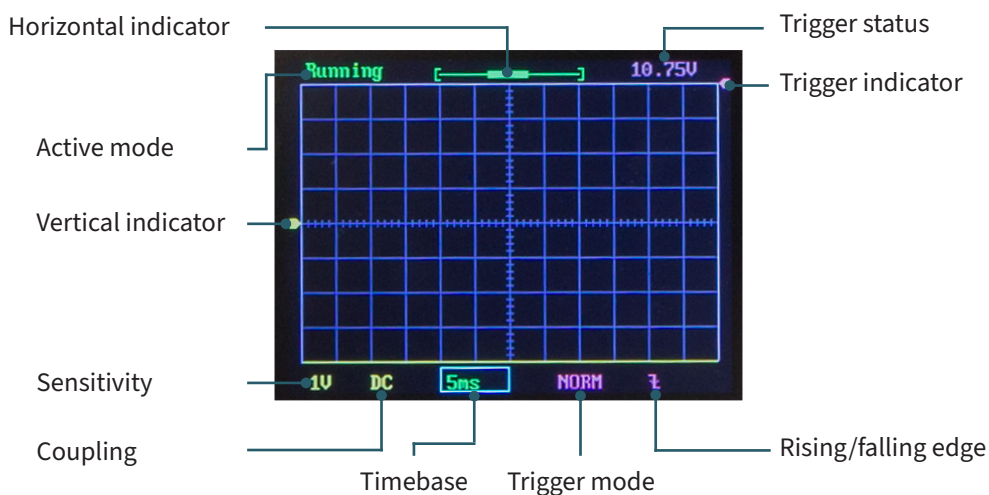 Horizontal indicator
Trigger status
Running
10.75V
Trigger indicator
Active mode
Vertical indicator
Sensitivity
1V DC 5ms NORM
Coupling
Rising/falling edge
Timebase
Trigger mode